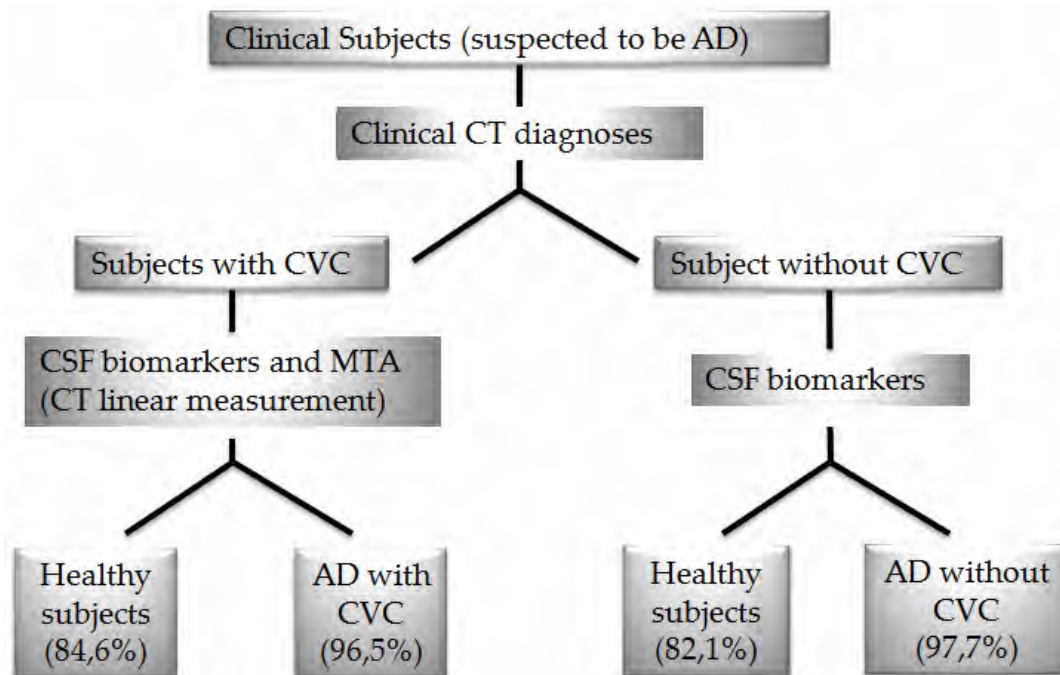 Clinical Subjects (suspected to be AD)
Clinical CT diagnoses
Subjects with CVC
Subject without CVC
CSF biomarkers and MTA
(CT linear measurement)
CSF biomarkers
Healthy
subjects
(84,6%)
AD with
CVC
(96,5%)
Healthy
subjects
(82,1%)
AD without
CVC
(97,7%)